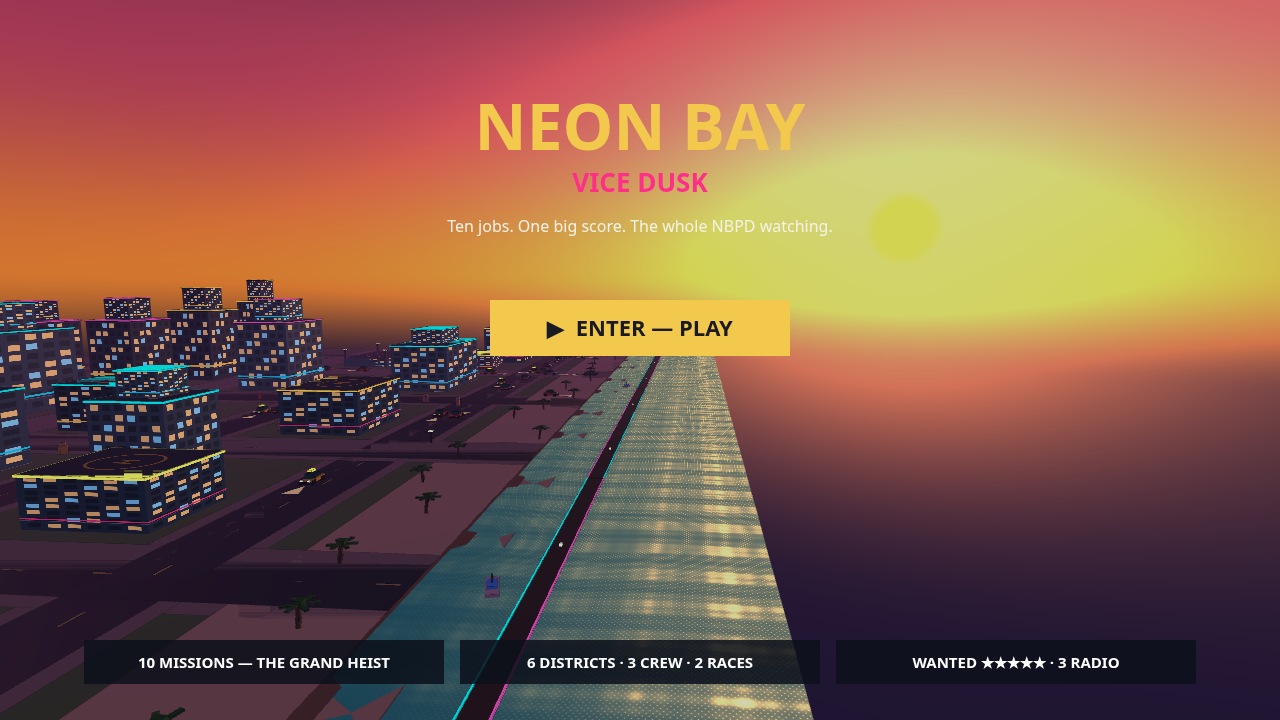 NEON BAY
VICE DUSK
Ten jobs. One big score. The whole NBPD watching.
▶ ENTER — PLAY
10 MISSIONS — THE GRAND HEIST
6 DISTRICTS · 3 CREW · 2 RACES
WANTED ★★★★★ · 3 RADIO